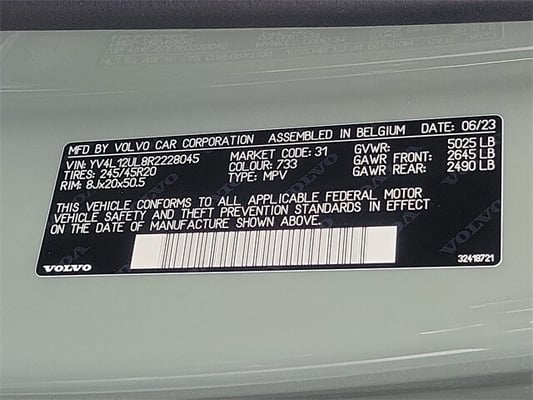 MFD. BY VOLVO CAR CORPORATION ASSEMBLED IN BELGIUM DATE: 06/23
VIN: YV4L12UL8R2228045 MARKET CODE: 31 GVWR: 5025 LB
TIRES: 245/45R20 COLOUR: 733 GAWR FRONT: 2645 LB
RIM: 8Jx20x50.5 TYPE: MPV GAWR REAR: 2490 LB
THIS VEHICLE CONFORMS TO ALL APPLICABLE FEDERAL MOTOR
VEHICLE SAFETY AND THEFT PREVENTION STANDARDS IN EFFECT
ON THE DATE OF MANUFACTURE SHOWN ABOVE.
VOLVO 32418721